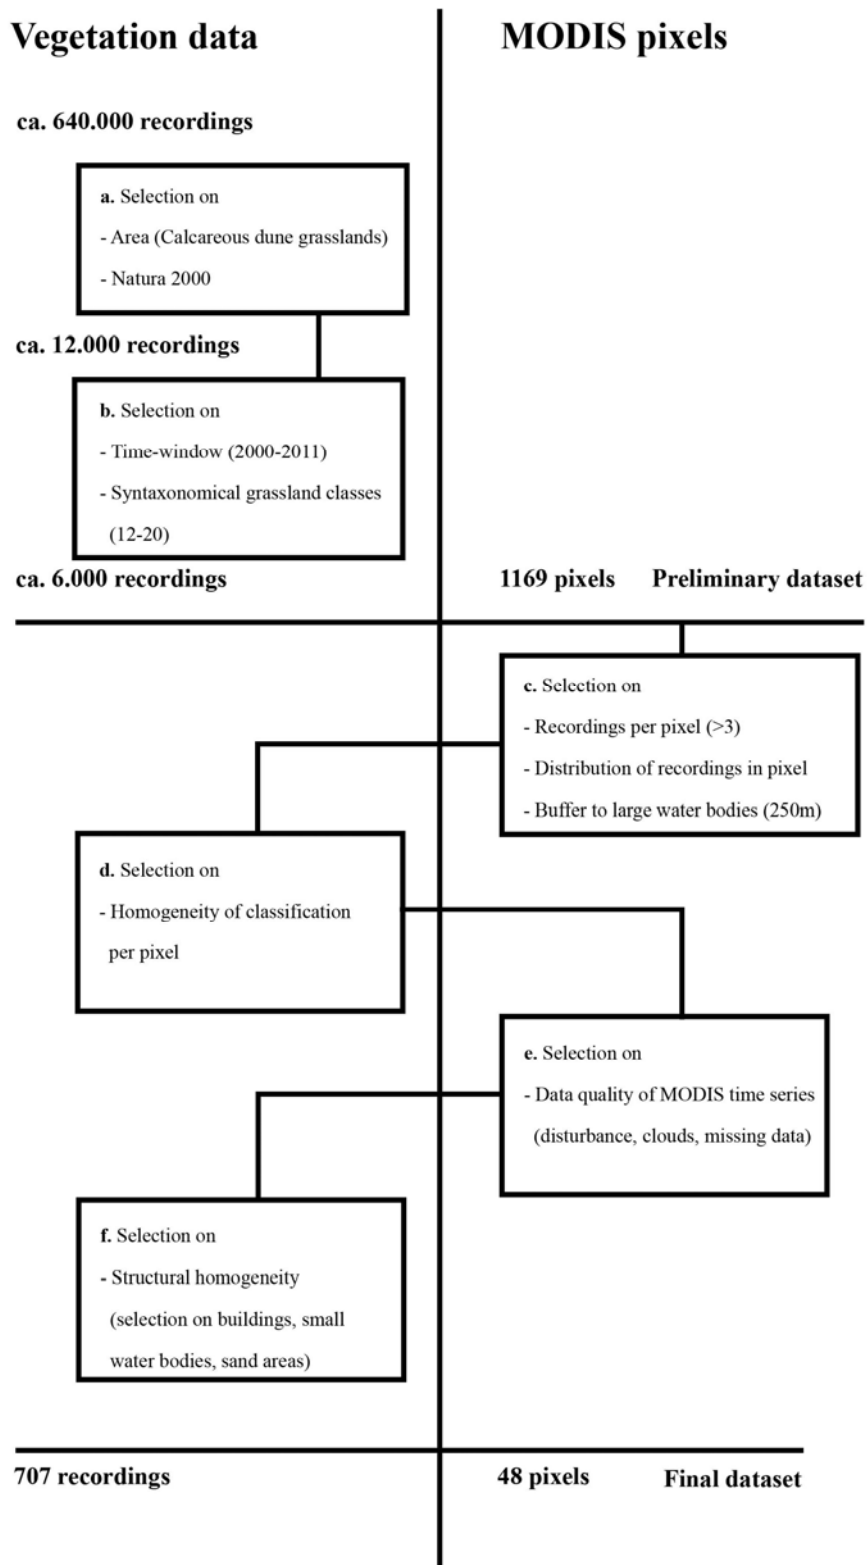 Vegetation data
MODIS pixels
ca. 640.000 recordings
a. Selection on
- Area (Calcareous dune grasslands)
- Natura 2000
ca. 12.000 recordings
b. Selection on
- Time-window (2000-2011)
- Syntaxonomical grassland classes
(12-20)
ca. 6.000 recordings
1169 pixels
Preliminary dataset
c. Selection on
- Recordings per pixel (>3)
- Distribution of recordings in pixel
- Buffer to large water bodies (250m)
d. Selection on
- Homogeneity of classification
per pixel
e. Selection on
- Data quality of MODIS time series
(disturbance, clouds, missing data)
f. Selection on
- Structural homogeneity
(selection on buildings, small
water bodies, sand areas)
707 recordings
48 pixels
Final dataset